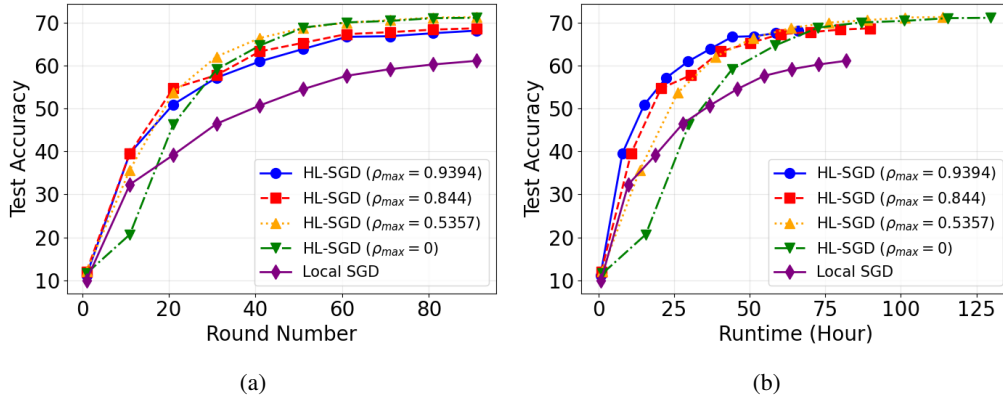 70
60
50
40
30
20
10
Test Accuracy
HL-SGD (ρmax = 0.9394)
HL-SGD (ρmax = 0.844)
HL-SGD (ρmax = 0.5357)
HL-SGD (ρmax = 0)
Local SGD
0 20 40 60 80
Round Number
(a)
70
60
50
40
30
20
10
Test Accuracy
HL-SGD (ρmax = 0.9394)
HL-SGD (ρmax = 0.844)
HL-SGD (ρmax = 0.5357)
HL-SGD (ρmax = 0)
Local SGD
0 25 50 75 100 125
Runtime (Hour)
(b)